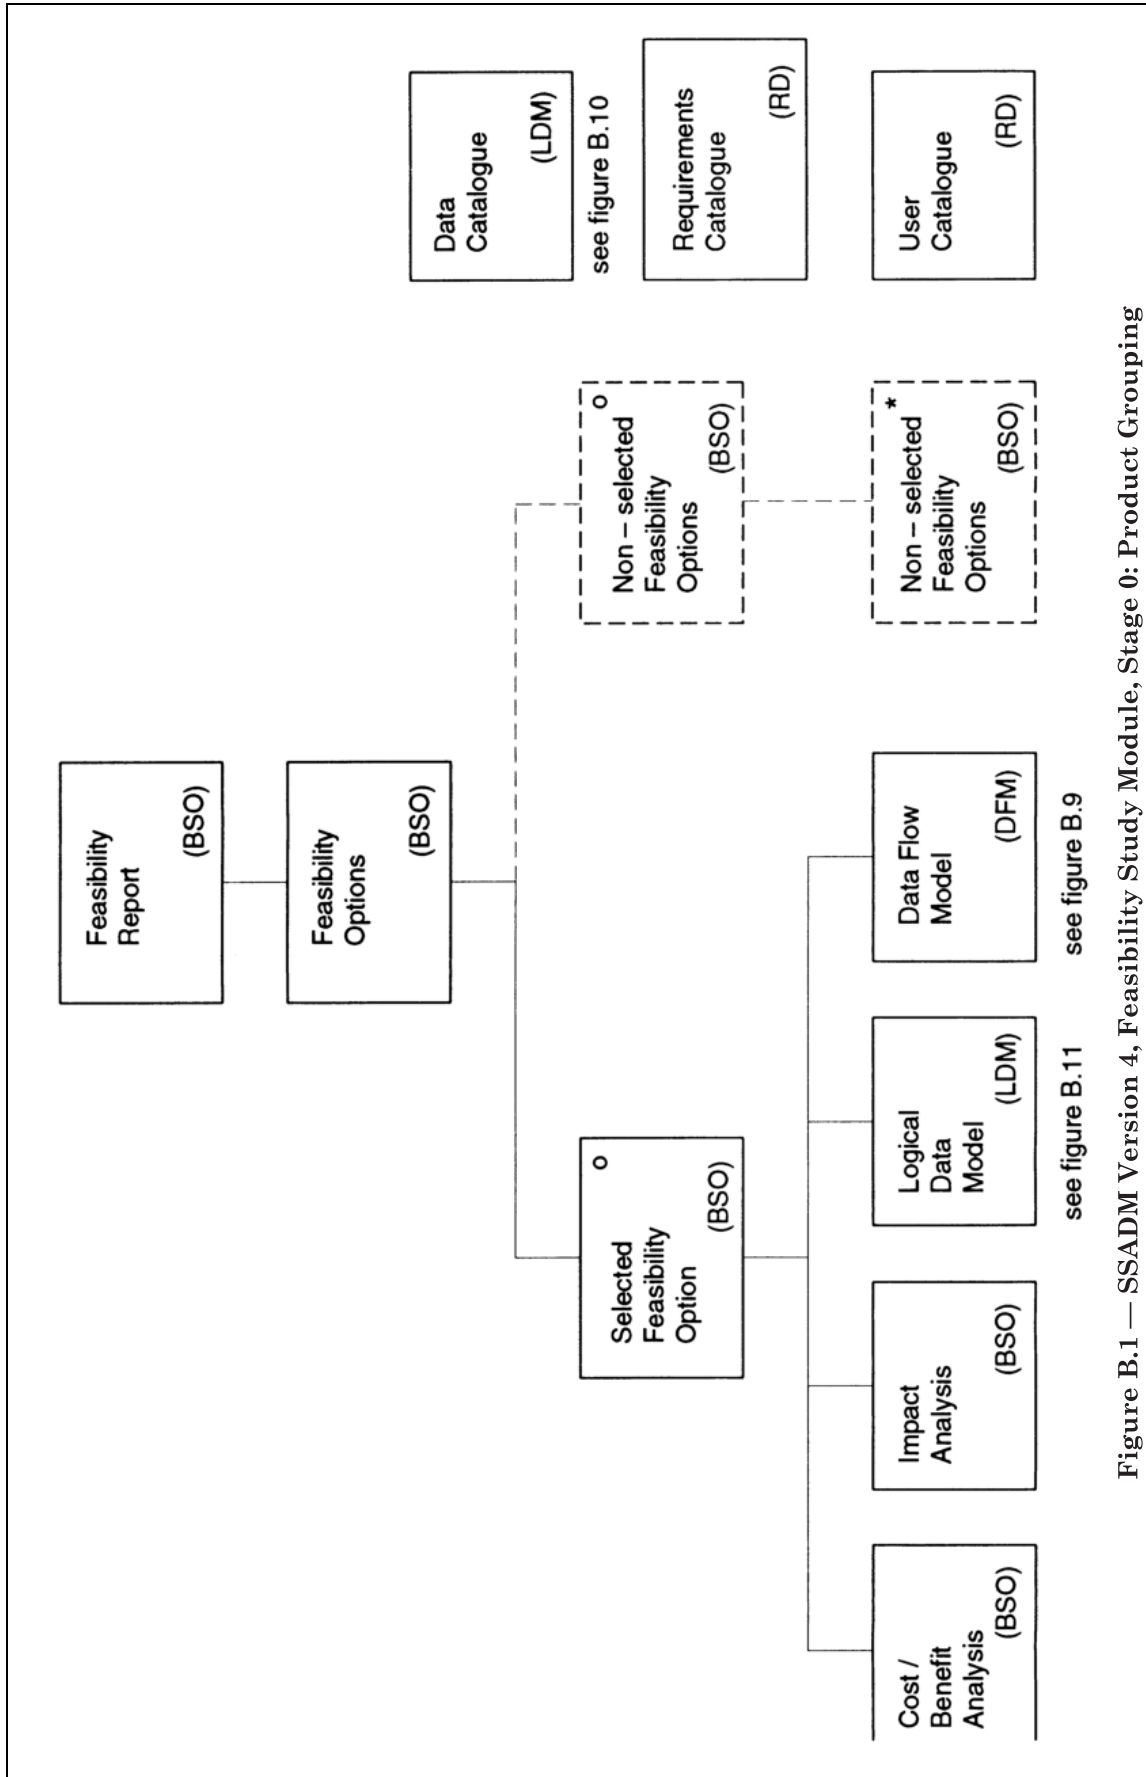 Feasibility
Report
(BSO)
Feasibility
Options
(BSO)
Selected
Feasibility
Option
o
(BSO)
Non – selected
Feasibility
Options
o
(BSO)
Cost /
Benefit
Analysis
(BSO)
Impact
Analysis
(BSO)
Logical
Data
Model
(LDM)
see figure B.11
Data Flow
Model
(DFM)
see figure B.9
Non – selected
Feasibility
Options
*
(BSO)
Data
Catalogue
(LDM)
see figure B.10
Requirements
Catalogue
(RD)
User
Catalogue
(RD)
Figure B.1 — SSADM Version 4, Feasibility Study Module, Stage 0: Product Grouping